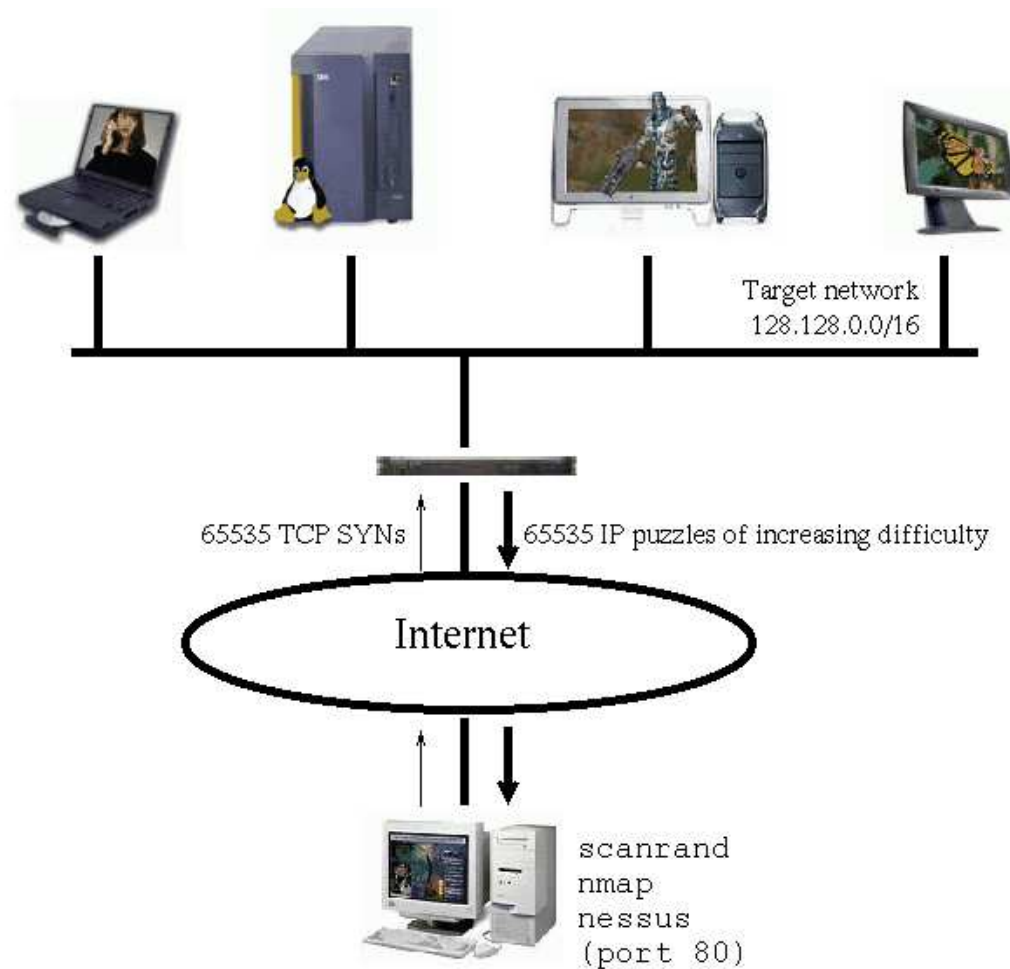 Target network
128.128.0.0/16
65535 TCP SYNs
65535 IP puzzles of increasing difficulty
Internet
scanrand
nmap
nessus
(port 80)